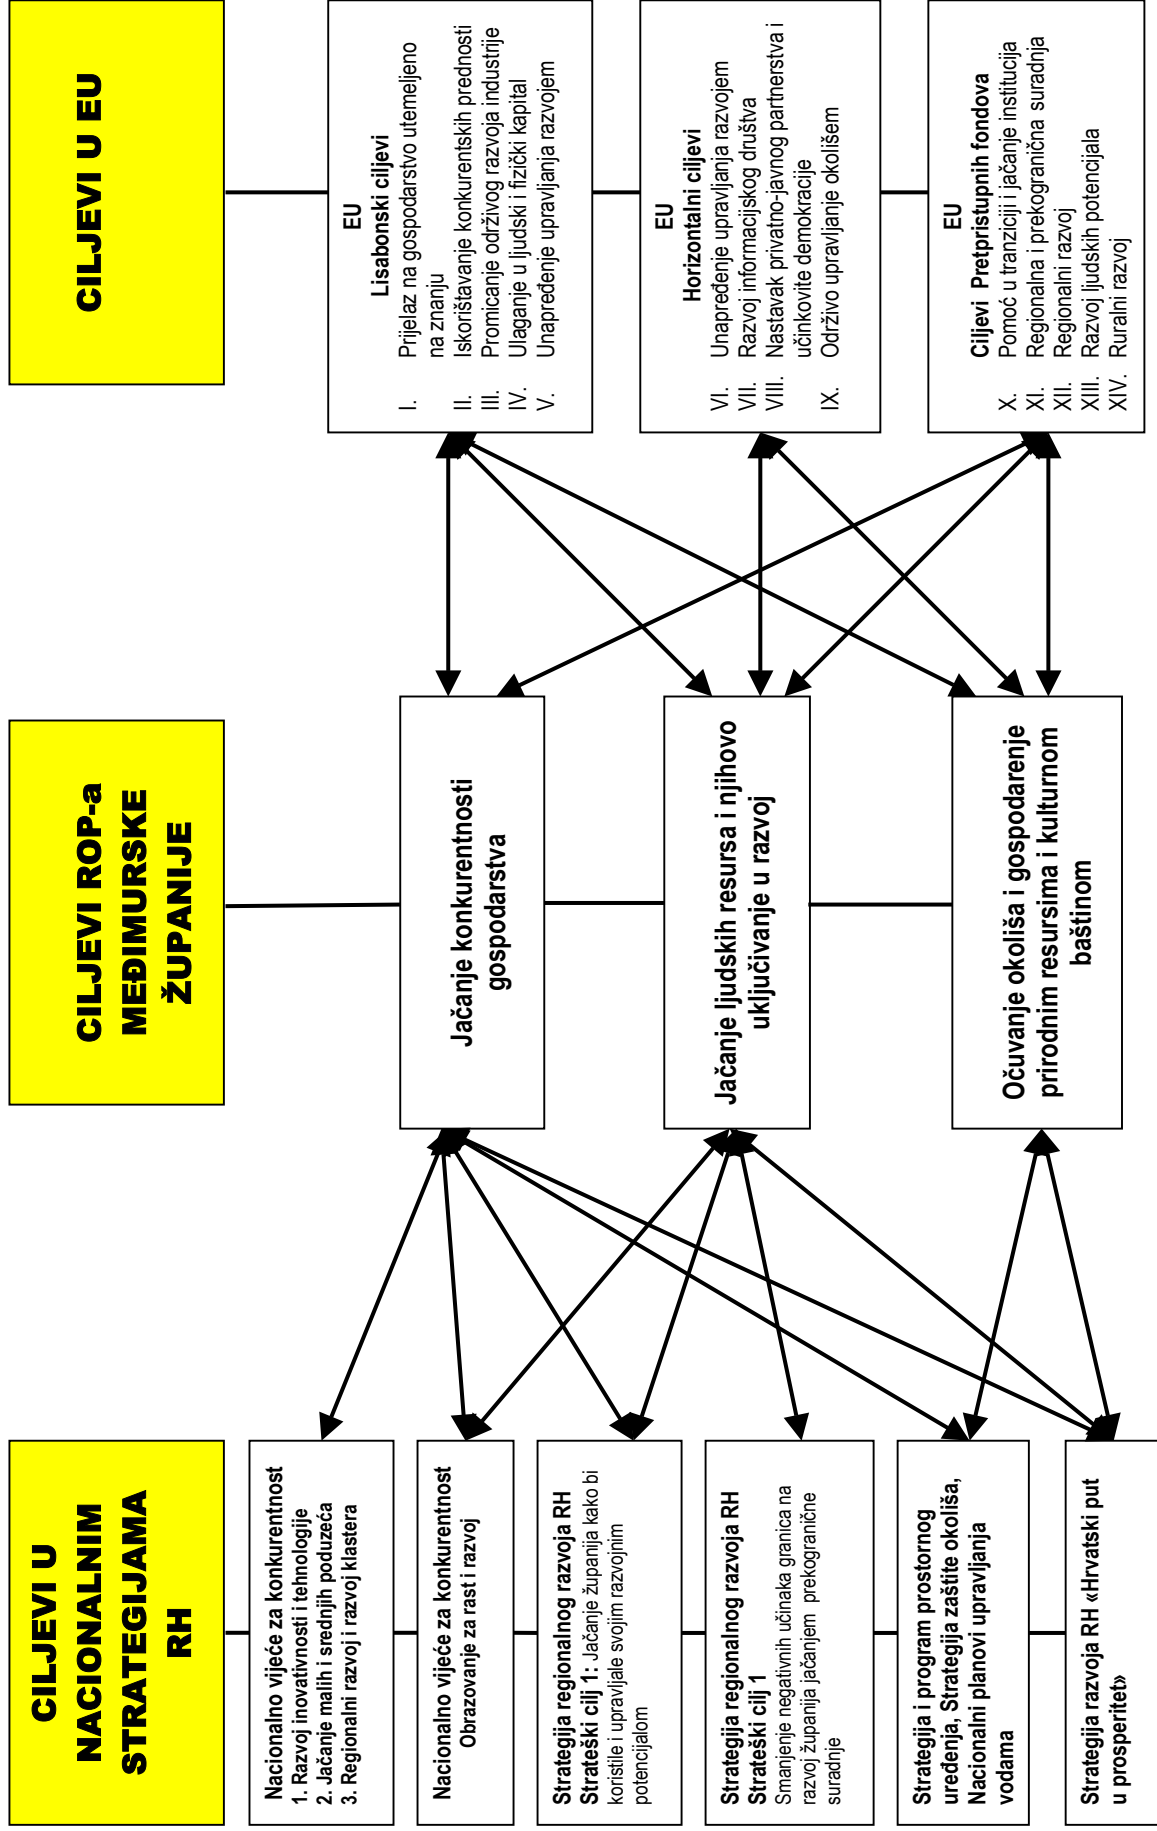 CILJEVI U
NACIONALNIM
STRATEGIJAMA
RH
Nacionalno vijeće za konkurentnost
1. Razvoj inovativnosti i tehnologije
2. Jačanje malih i srednjih poduzeća
3. Regionalni razvoj i razvoj klastera
Nacionalno vijeće za konkurentnost
Obrazovanje za rast i razvoj
Strategija regionalnog razvoja RH
Strateški cilj 1: Jačanje županija kako bi
koristile i upravljale svojim razvojnim
potencijalom
Strategija regionalnog razvoja RH
Strateški cilj 1
Smanjenje negativnih učinaka granica na
razvoj županija jačanjem prekogranične
suradnje
Strategija i program prostornog
uređenja, Strategija zaštite okoliša,
Nacionalni planovi upravljanja
vodama
Strategija razvoja RH «Hrvatski put
u prosperitet»
CILJEVI ROP-a
MEĐIMURSKE
ŽUPANIJE
Jačanje konkurentnosti
gospodarstva
Jačanje ljudskih resursa i njihovo
uključivanje u razvoj
Očuvanje okoliša i gospodarenje
prirodnim resursima i kulturnom
baštinom
CILJEVI U EU
EU
Lisabonski ciljevi
I. Prijelaz na gospodarstvo utemeljeno
na znanju
II. Iskorištavanje konkurentskih prednosti
III. Promicanje održivog razvoja industrije
IV. Ulaganje u ljudski i fizički kapital
V. Unapređenje upravljanja razvojem
EU
Horizontalni ciljevi
VI. Unapređenje upravljanja razvojem
VII. Razvoj informacijskog društva
VIII. Nastavak privatno-javnog partnerstva i
učinkovite demokracije
IX. Održivo upravljanje okolišem
EU
Ciljevi Pretpristupnih fondova
X. Pomoć u tranziciji i jačanje institucija
XI. Regionalna i prekogranična suradnja
XII. Regionalni razvoj
XIII. Razvoj ljudskih potencijala
XIV. Ruralni razvoj